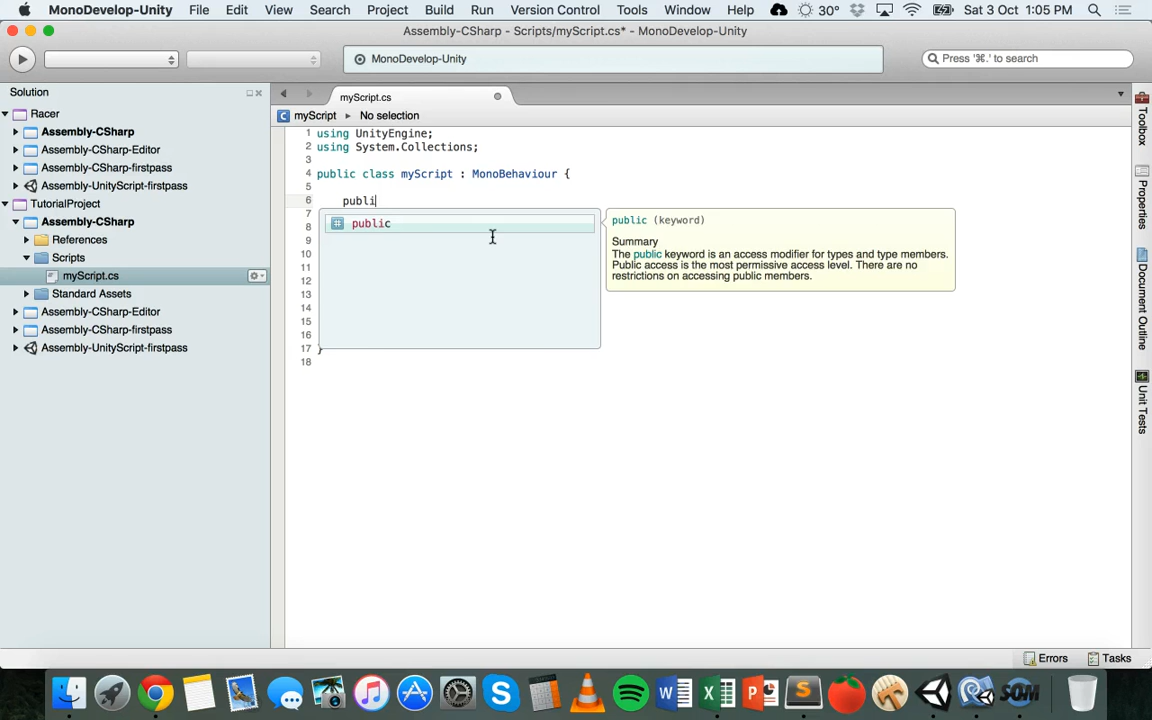 MonoDevelop-Unity File Edit View Search Project Build Run Version Control Tools Window Help 30° Sat 3 Oct 1:05 PM
Assembly-CSharp - Scripts/myScript.cs* - MonoDevelop-Unity
MonoDevelop-Unity
Press '⌘.' to search
Solution
Racer
Assembly-CSharp
Assembly-CSharp-Editor
Assembly-CSharp-firstpass
Assembly-UnityScript-firstpass
TutorialProject
Assembly-CSharp
References
Scripts
myScript.cs
Standard Assets
Assembly-CSharp-Editor
Assembly-CSharp-firstpass
Assembly-UnityScript-firstpass
myScript.cs
C myScript No selection
1 using UnityEngine;
2 using System.Collections;
3
4 public class myScript : MonoBehaviour {
5
6 publi
7
8
9
10
11
12
13
14
15
16
17 }
18
public
public (keyword)
Summary
The public keyword is an access modifier for types and type members.
Public access is the most permissive access level. There are no
restrictions on accessing public members.
Toolbox
Properties
Document Outline
Unit Tests
Errors Tasks
SOM